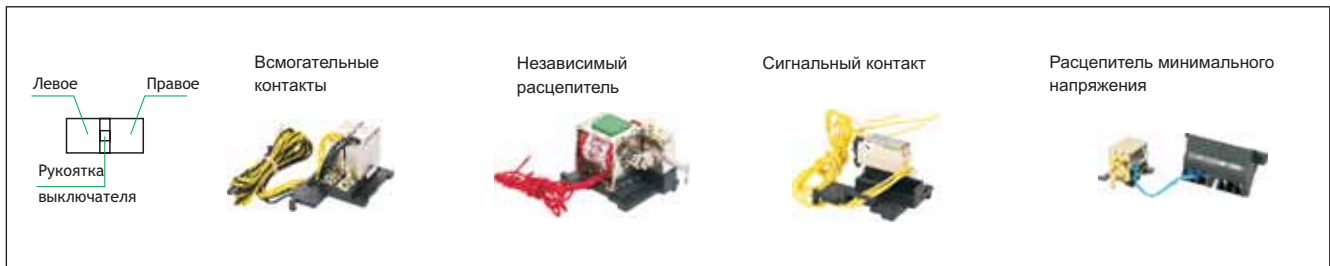 Левое
Правое
Рукоятка
выключателя
Всмогательные
контакты
Независимый
расцепитель
Сигнальный контакт
Расцепитель минимального
напряжения